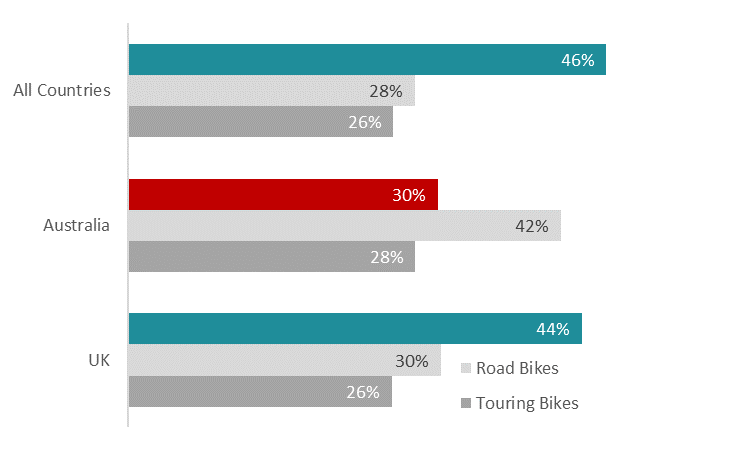 46%
All Countries
28%
26%
30%
Australia
42%
28%
44%
UK
30%
Road Bikes
26%
Touring Bikes